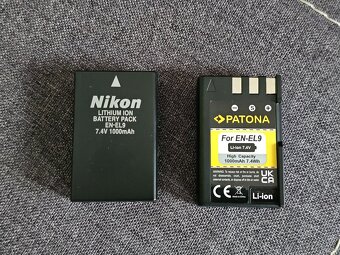 Nikon
LITHIUM ION
BATTERY PACK
EN-EL9
7.4V 1000mAh
S
PATONA
For EN-EL9
Li-ion 7.4V
High Capacity
1000mAh 7.4Wh
UK
CA
Li-ion